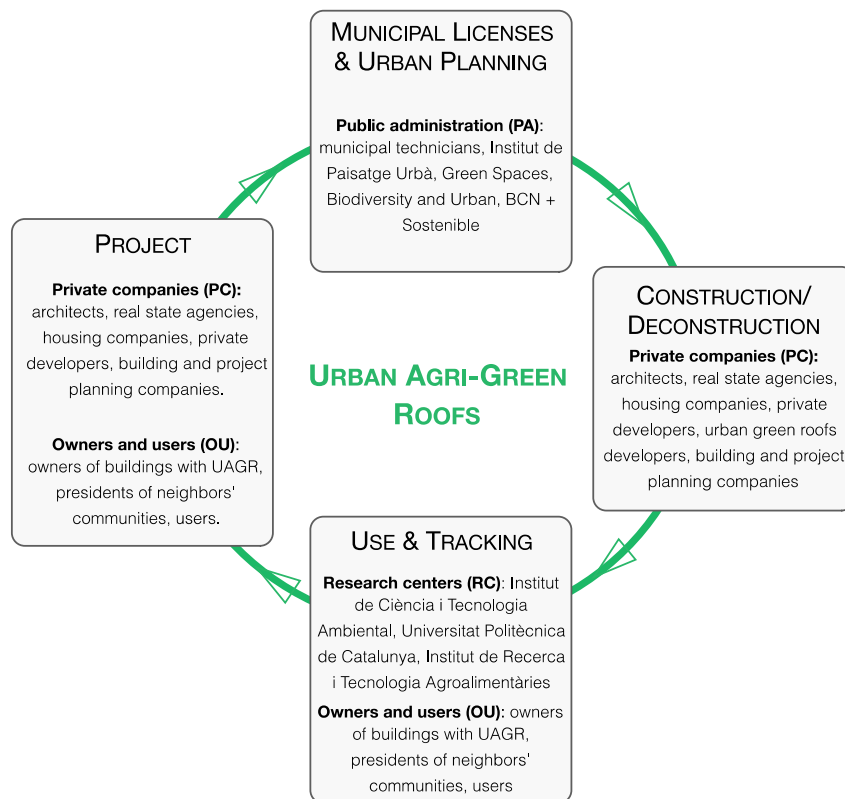 MUNICIPAL LICENSES
& URBAN PLANNING
Public administration (PA):
municipal technicians, Institut de
Paisatge Urbà, Green Spaces,
Biodiversity and Urban, BCN +
Sostenible
PROJECT
Private companies (PC):
architects, real state agencies,
housing companies, private
developers, building and project
planning companies.
Owners and users (OU):
owners of buildings with UAGR,
presidents of neighbors'
communities, users.
URBAN AGRI-GREEN
ROOFS
CONSTRUCTION/
DECONSTRUCTION
Private companies (PC):
architects, real state agencies,
housing companies, private
developers, urban green roofs
developers, building and project
planning companies
USE & TRACKING
Research centers (RC): Institut
de Ciència i Tecnologia
Ambiental, Universitat Politècnica
de Catalunya, Institut de Recerca
i Tecnologia Agroalimentàries
Owners and users (OU): owners
of buildings with UAGR,
presidents of neighbors'
communities, users